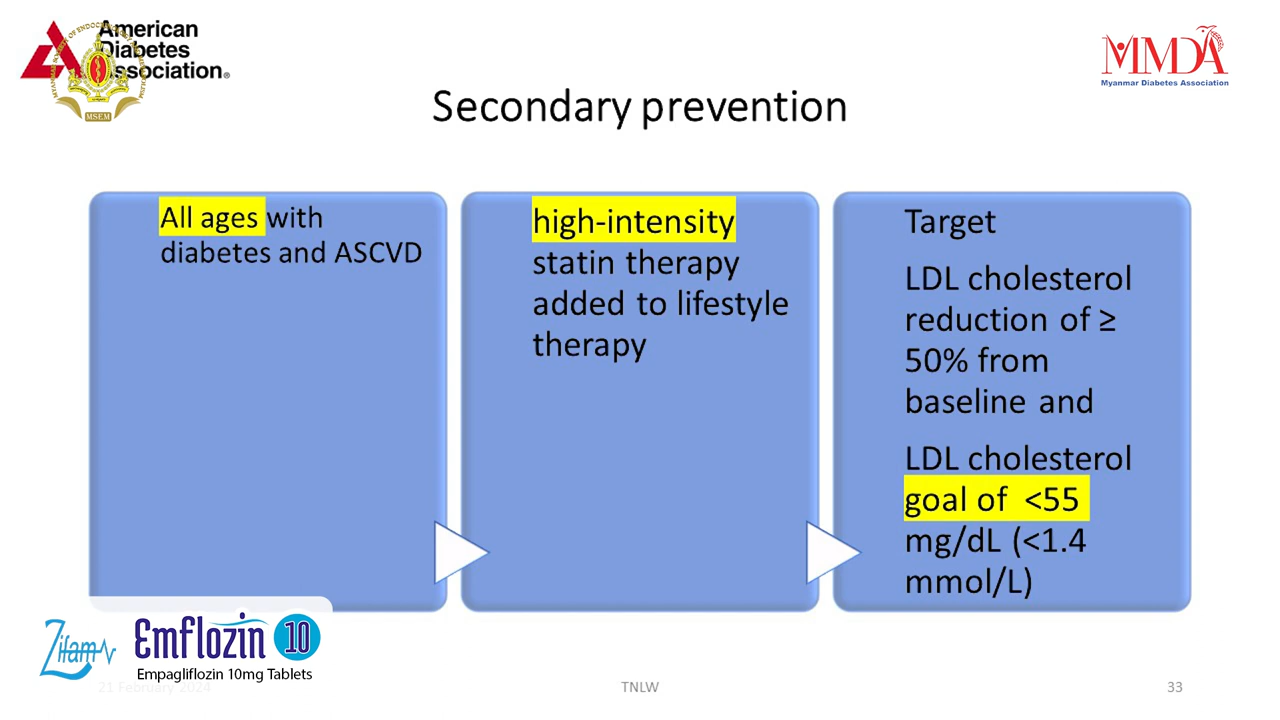 American
Diabetes
Association®
MSEM
MMDA
Myanmar Diabetes Association
Secondary prevention
All ages with
diabetes and ASCVD
high-intensity
statin therapy
added to lifestyle
therapy
Target
LDL cholesterol
reduction of ≥
50% from
baseline and
LDL cholesterol
goal of <55
mg/dL (<1.4
mmol/L)
Zifam
Emflozin 10
Empagliflozin 10mg Tablets
21 February 2024
TNLW
33